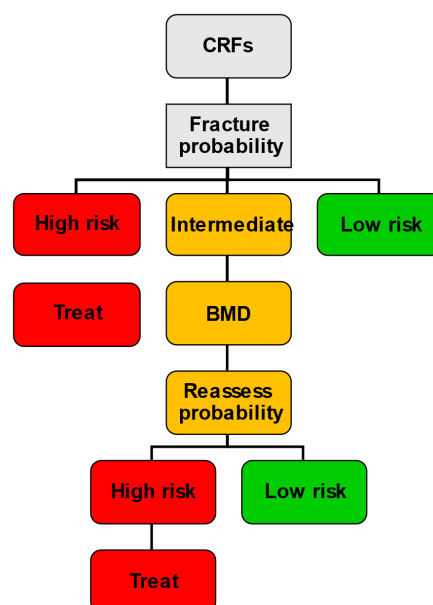 CRFs
Fracture
probability
High risk
Intermediate
Low risk
Treat
BMD
Reassess
probability
High risk
Low risk
Treat